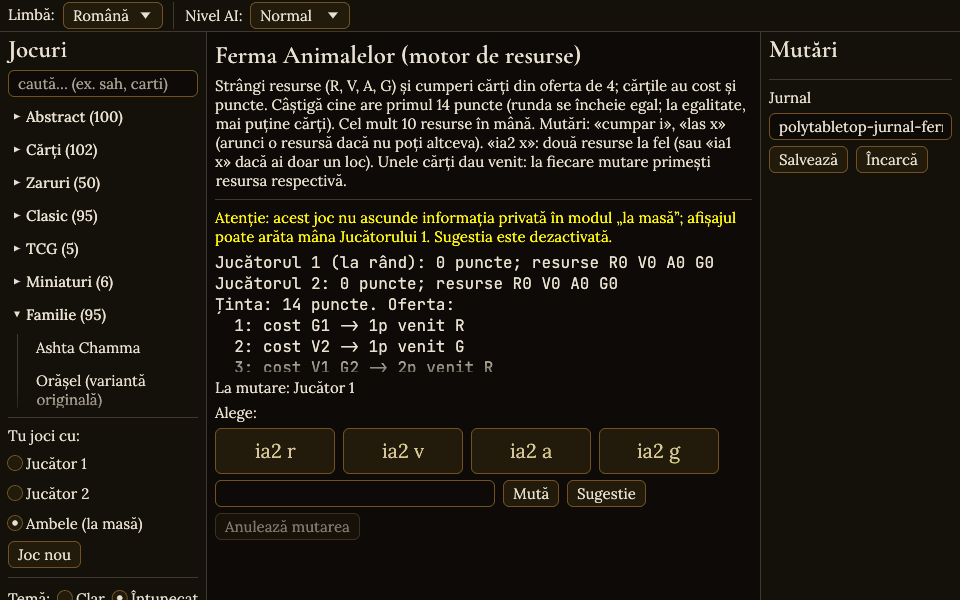 Limbă: Română Nivel AI: Normal
Jocuri
caută... (ex. sah, carti)
Abstract (100)
Cărți (102)
Zaruri (50)
Clasic (95)
TCG (5)
Miniaturi (6)
Familie (95)
Ashta Chamma
Orășel (variantă
originală)
Tu joci cu:
Jucător 1
Jucător 2
Ambele (la masă)
Joc nou
Temă: Clar Întunecat
Ferma Animalelor (motor de resurse)
Strângi resurse (R, V, A, G) și cumperi cărți din oferta de 4; cărțile au cost și
puncte. Câștigă cine are primul 14 puncte (runda se încheie egal; la egalitate,
mai puține cărți). Cel mult 10 resurse în mână. Mutări: «cumpar i», «las x»
(arunci o resursă dacă nu poți altceva). «ia2 x»: două resurse la fel (sau «ia1
x» dacă ai doar un loc). Unele cărți dau venit: la fiecare mutare primești
resursa respectivă.
Atenție: acest joc nu ascunde informația privată în modul „la masă”; afișajul
poate arăta mâna Jucătorului 1. Sugestia este dezactivată.
Jucătorul 1 (la rând): 0 puncte; resurse R0 V0 A0 G0
Jucătorul 2: 0 puncte; resurse R0 V0 A0 G0
Ținta: 14 puncte. Oferta:
1: cost G1 -> 1p venit R
2: cost V2 -> 1p venit G
3: cost V1 G2 -> 2p venit R
La mutare: Jucător 1
Alege:
ia2 r
ia2 v
ia2 a
ia2 g
Mută
Sugestie
Anulează mutarea
Mutări
Jurnal
polytabletop-jurnal-fer
Salvează
Încarcă